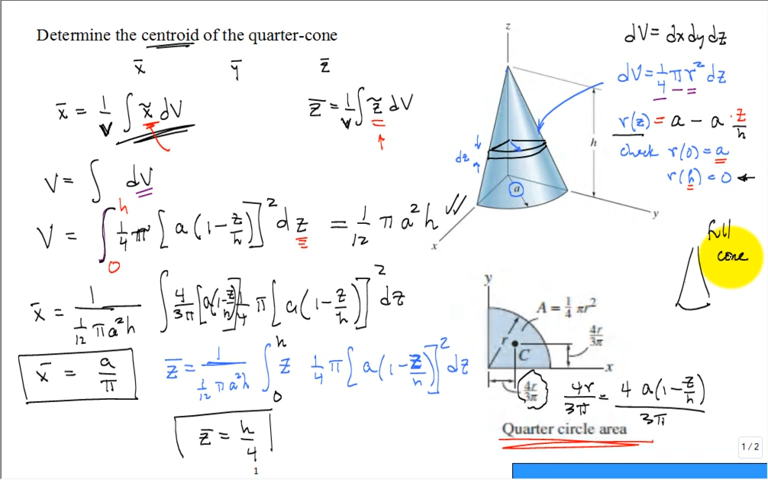 Determine the centroid of the quarter-cone
x̄ ȳ z̄
x̄ = 1/V ∫ x̃ dV
z̄ = 1/V ∫ z̃ dV
V = ∫ dV
V = ∫₀ʰ 1/4 π [a(1 - z/h)]² dz = 1/12 π a² h
x̄ = 1/(1/12 π a² h) ∫ 4/3π [a(1-z/h)] 1/4 π [a(1 - z/h)]² dz
x̄ = a/π
z̄ = 1/(1/12 π a² h) ∫₀ʰ z 1/4 π [a(1 - z/h)]² dz
z̄ = h/4
1
z
dz
h
a
y
x
dV = dx dy dz
dV = 1/4 π r² dz
r(z) = a - a · z/h
check r(0) = a
r(h) = 0
full
cone
y
A = 1/4 πr²
r
C
4r/3π
x
4r/3π
4r/3π = 4 a(1 - z/h)/3π
Quarter circle area
1/2